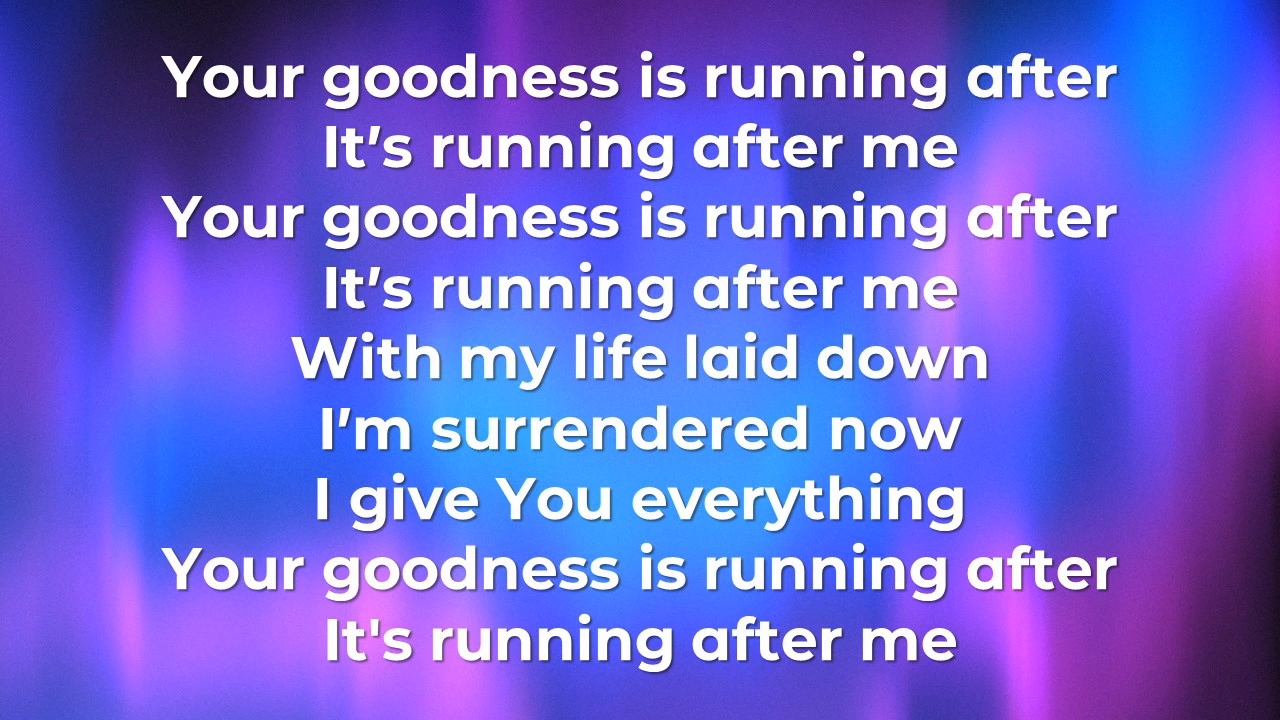 Your goodness is running after
It’s running after me
Your goodness is running after
It’s running after me
With my life laid down
I’m surrendered now
I give You everything
Your goodness is running after
It's running after me